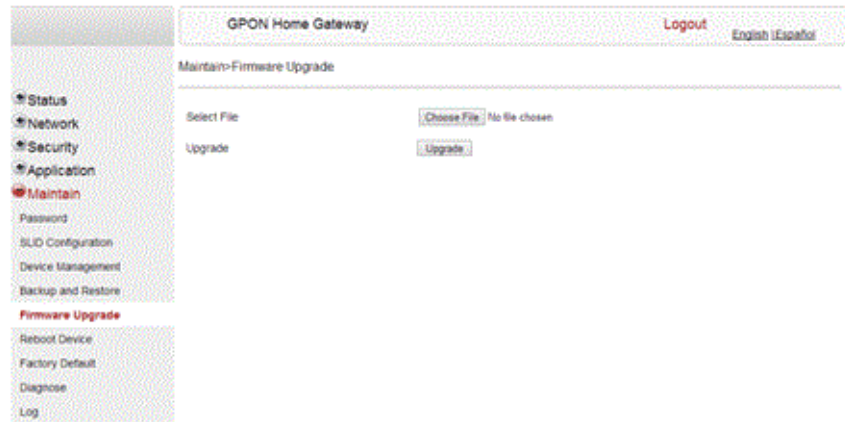 GPON Home Gateway
Logout
English |Español
Maintain>Firmware Upgrade
Status
Network
Security
Application
Maintain
Password
SLID Configuration
Device Management
Backup and Restore
Firmware Upgrade
Reboot Device
Factory Default
Diagnose
Log
Select File
Choose File No file chosen
Upgrade
Upgrade